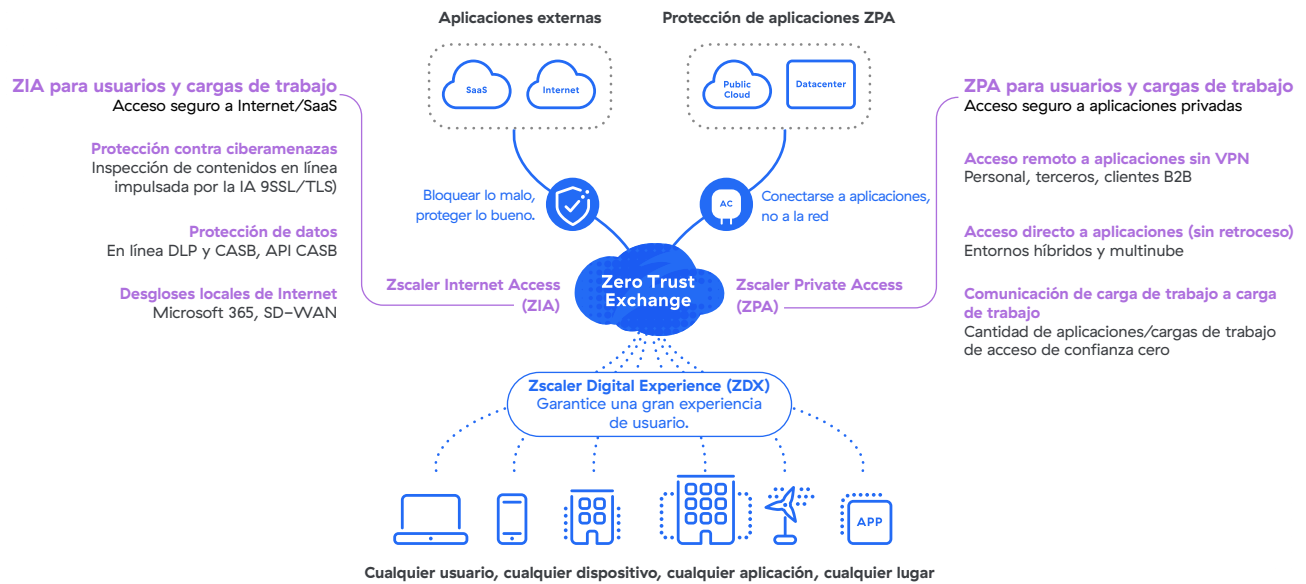 Aplicaciones externas
Protección de aplicaciones ZPA
SaaS
Internet
Public
Cloud
Datacenter
ZIA para usuarios y cargas de trabajo
Acceso seguro a Internet/SaaS
Protección contra ciberamenazas
Inspección de contenidos en línea
impulsada por la IA 9SSL/TLS)
Protección de datos
En línea DLP y CASB, API CASB
Desgloses locales de Internet
Microsoft 365, SD-WAN
Bloquear lo malo,
proteger lo bueno.
AC
Conectarse a aplicaciones,
no a la red
Zscaler Internet Access
(ZIA)
Zero Trust
Exchange
Zscaler Private Access
(ZPA)
ZPA para usuarios y cargas de trabajo
Acceso seguro a aplicaciones privadas
Acceso remoto a aplicaciones sin VPN
Personal, terceros, clientes B2B
Acceso directo a aplicaciones (sin retroceso)
Entornos híbridos y multinube
Comunicación de carga de trabajo a carga
de trabajo
Cantidad de aplicaciones/cargas de trabajo
de acceso de confianza cero
Zscaler Digital Experience (ZDX)
Garantice una gran experiencia
de usuario.
APP
Cualquier usuario, cualquier dispositivo, cualquier aplicación, cualquier lugar